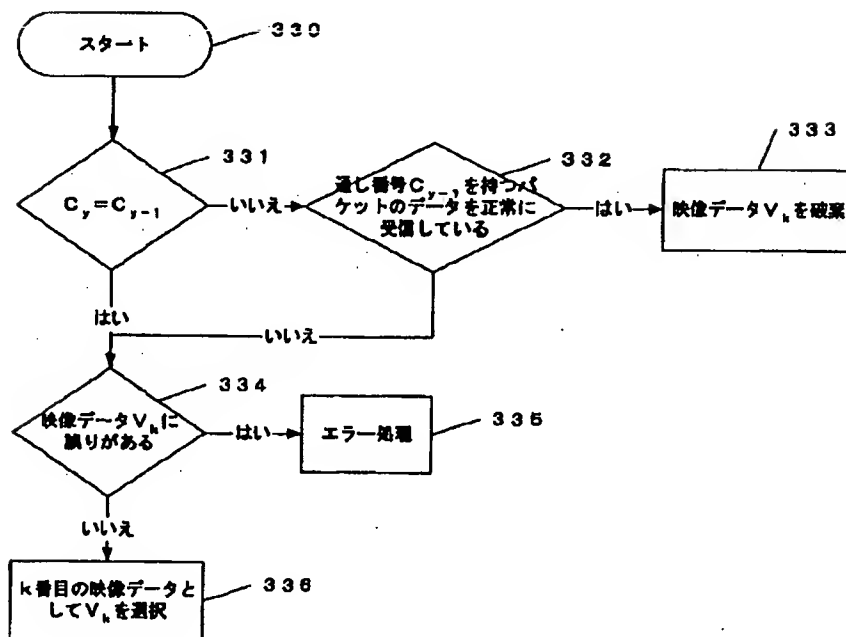 スタート
330
331
C_y=C_{y-1}
いいえ
332
通し番号C_{y-1}を持つパ
ケットのデータを正常に
受信している
はい
333
映像データV_kを破棄
はい
いいえ
334
映像データV_kに
誤りがある
はい
335
エラー処理
いいえ
336
k番目の映像データと
してV_kを選択